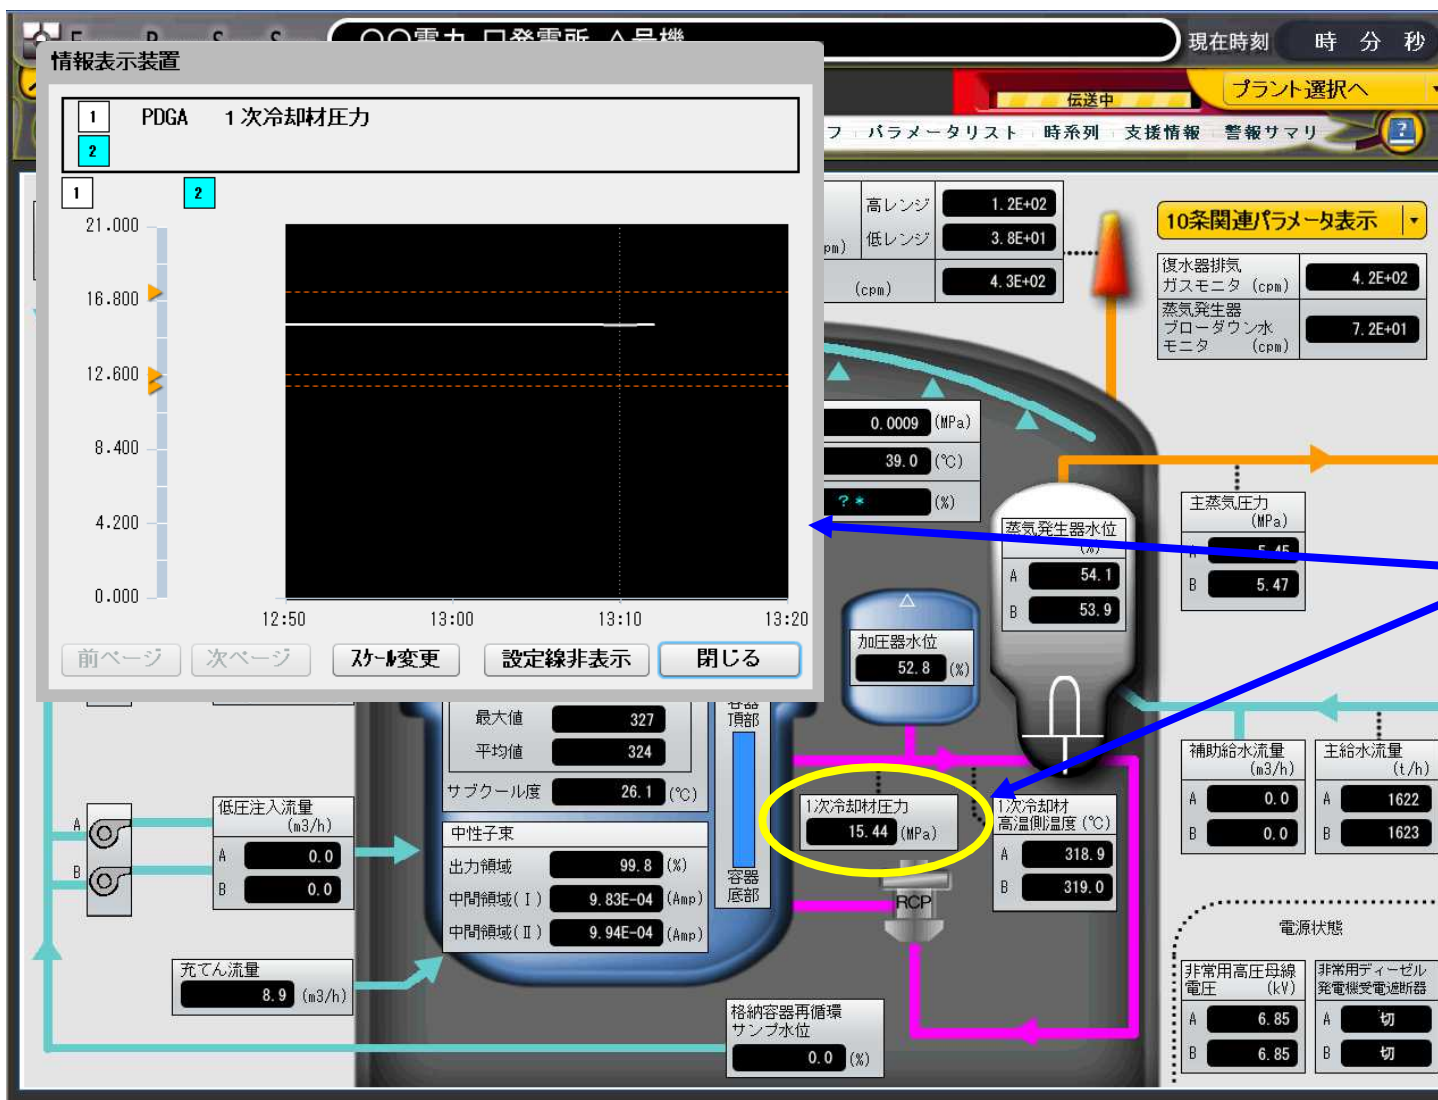 ○○電力 □発電所 △号機
現在時刻 時 分 秒
情報表示装置
伝送中
プラント選択へ
1 PDGA 1次冷却材圧力
2
フ パラメータリスト 時系列 支援情報 警報サマリ
?
1 2
21.000
16.800
12.600
8.400
4.200
0.000
12:50 13:00 13:10 13:20
前ページ 次ページ スケール変更 設定線非表示 閉じる
高レンジ 1.2E+02
pm) 低レンジ 3.8E+01
(cpm) 4.3E+02
10条関連パラメータ表示
復水器排気
ガスモニタ (cpm) 4.2E+02
蒸気発生器
ブローダウン水
モニタ (cpm) 7.2E+01
0.0009 (MPa)
39.0 (℃)
?* (%)
主蒸気圧力
(MPa)
A 5.45
B 5.47
蒸気発生器水位
(%)
A 54.1
B 53.9
加圧器水位
52.8 (%)
最大値 327
平均値 324
サブクール度 26.1 (℃)
容器
頂部
容器
底部
中性子束
出力領域 99.8 (%)
中間領域(Ⅰ) 9.83E-04 (Amp)
中間領域(Ⅱ) 9.94E-04 (Amp)
1次冷却材圧力
15.44 (MPa)
1次冷却材
高温側温度 (℃)
A 318.9
B 319.0
RCP
補助給水流量
(m3/h)
A 0.0
B 0.0
主給水流量
(t/h)
A 1622
B 1623
低圧注入流量
(m3/h)
A 0.0
B 0.0
A
B
充てん流量
8.9 (m3/h)
格納容器再循環
サンプ水位
0.0 (%)
電源状態
非常用高圧母線
電圧 (kV)
A 6.85
B 6.85
非常用ディーゼル
発電機受電遮断器
A 切
B 切